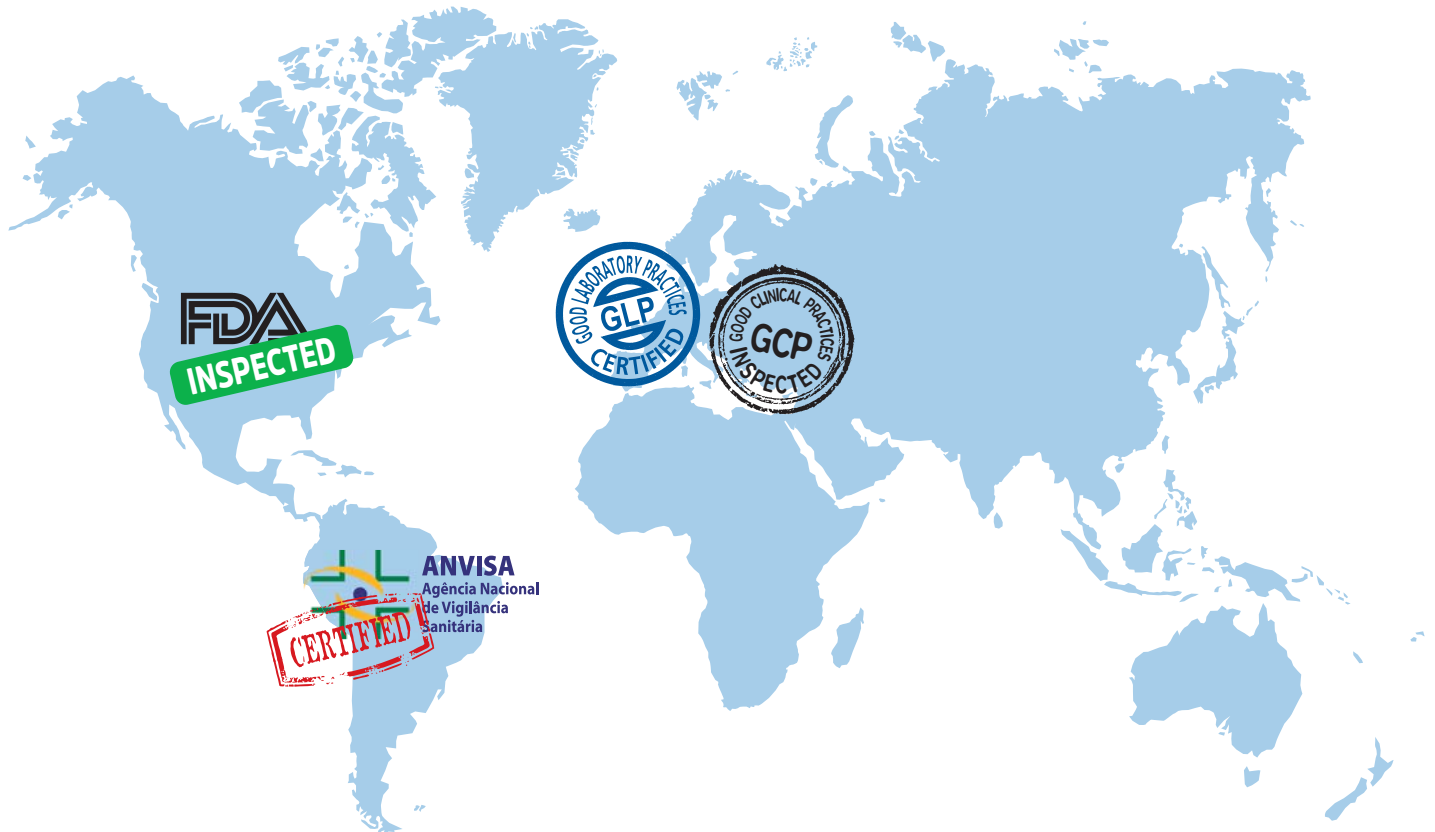 GOOD LABORATORY PRACTICES
GLP
CERTIFIED
GOOD CLINICAL PRACTICES
GCP
INSPECTED
FDA
INSPECTED
ANVISA
Agência Nacional
de Vigilância
Sanitária
CERTIFIED